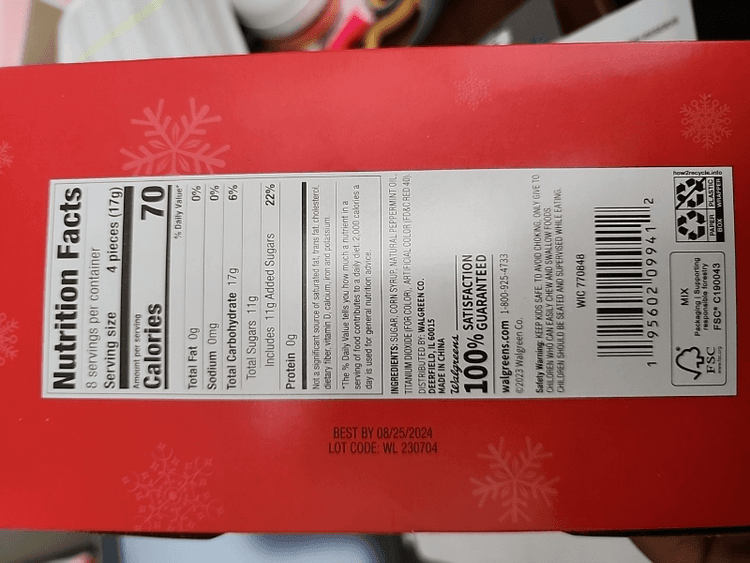 Nutrition Facts
8 servings per container
Serving size 4 pieces (17g)
Amount per serving
Calories 70
% Daily Value*
Total Fat 0g 0%
Sodium 0mg 0%
Total Carbohydrate 17g 6%
Total Sugars 11g
Includes 11g Added Sugars 22%
Protein 0g
Not a significant source of saturated fat, trans fat, cholesterol,
dietary fiber, vitamin D, calcium, iron and potassium.
*The % Daily Value tells you how much a nutrient in a
serving of food contributes to a daily diet. 2,000 calories a
day is used for general nutrition advice.
INGREDIENTS: SUGAR, CORN SYRUP, NATURAL PEPPERMINT OIL,
TITANIUM DIOXIDE (FOR COLOR), ARTIFICIAL COLOR (FD&C RED 40).
DISTRIBUTED BY: WALGREEN CO.
DEERFIELD, IL 60015
MADE IN CHINA
Walgreens
100% SATISFACTION
GUARANTEED
walgreens.com 1-800-925-4733
©2023 Walgreen Co.
Safety Warning: KEEP KIDS SAFE. TO AVOID CHOKING, ONLY GIVE TO
CHILDREN WHO CAN EASILY CHEW AND SWALLOW FOODS.
CHILDREN SHOULD BE SEATED AND SUPERVISED WHILE EATING.
WIC 770848
1 95602 10994 1 2
how2recycle.info
PAPER PLASTIC
BOX WRAPPER
FSC
www.fsc.org
MIX
Packaging | Supporting
responsible forestry
FSC® C190043
BEST BY 08/25/2024
LOT CODE: WL 230704